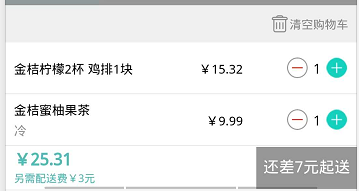 清空购物车
金桔柠檬2杯 鸡排1块 ￥15.32 1
金桔蜜柚果茶 ￥9.99 1
冷
￥25.31
另需配送费￥3元
还差7元起送